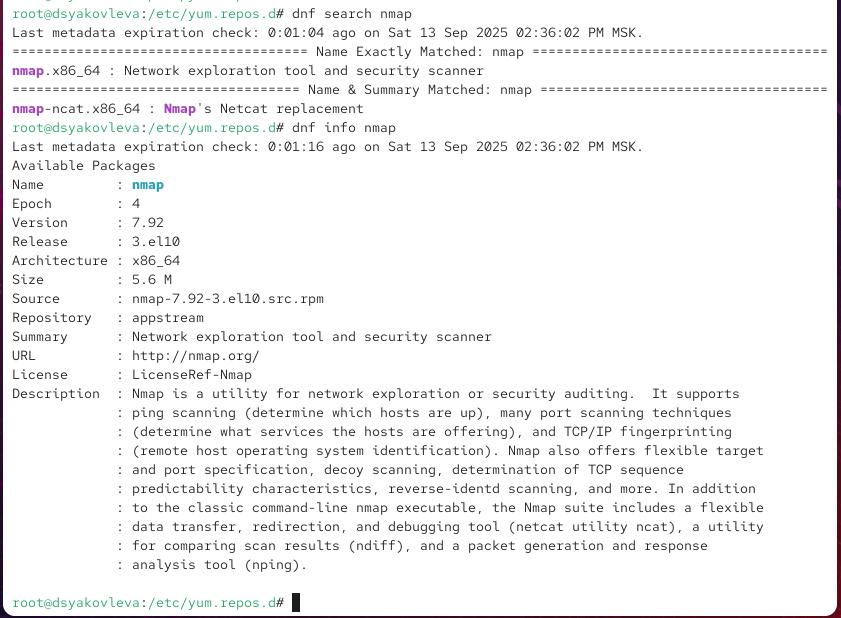 root@dsyakovleva:/etc/yum.repos.d# dnf search nmap
Last metadata expiration check: 0:01:04 ago on Sat 13 Sep 2025 02:36:02 PM MSK.
===================================== Name Exactly Matched: nmap =====================================
nmap.x86_64 : Network exploration tool and security scanner
==================================== Name & Summary Matched: nmap ====================================
nmap-ncat.x86_64 : Nmap's Netcat replacement
root@dsyakovleva:/etc/yum.repos.d# dnf info nmap
Last metadata expiration check: 0:01:16 ago on Sat 13 Sep 2025 02:36:02 PM MSK.
Available Packages
Name         : nmap
Epoch        : 4
Version      : 7.92
Release      : 3.el10
Architecture : x86_64
Size         : 5.6 M
Source       : nmap-7.92-3.el10.src.rpm
Repository   : appstream
Summary      : Network exploration tool and security scanner
URL          : http://nmap.org/
License      : LicenseRef-Nmap
Description  : Nmap is a utility for network exploration or security auditing.  It supports
             : ping scanning (determine which hosts are up), many port scanning techniques
             : (determine what services the hosts are offering), and TCP/IP fingerprinting
             : (remote host operating system identification). Nmap also offers flexible target
             : and port specification, decoy scanning, determination of TCP sequence
             : predictability characteristics, reverse-identd scanning, and more. In addition
             : to the classic command-line nmap executable, the Nmap suite includes a flexible
             : data transfer, redirection, and debugging tool (netcat utility ncat), a utility
             : for comparing scan results (ndiff), and a packet generation and response
             : analysis tool (nping).
root@dsyakovleva:/etc/yum.repos.d#